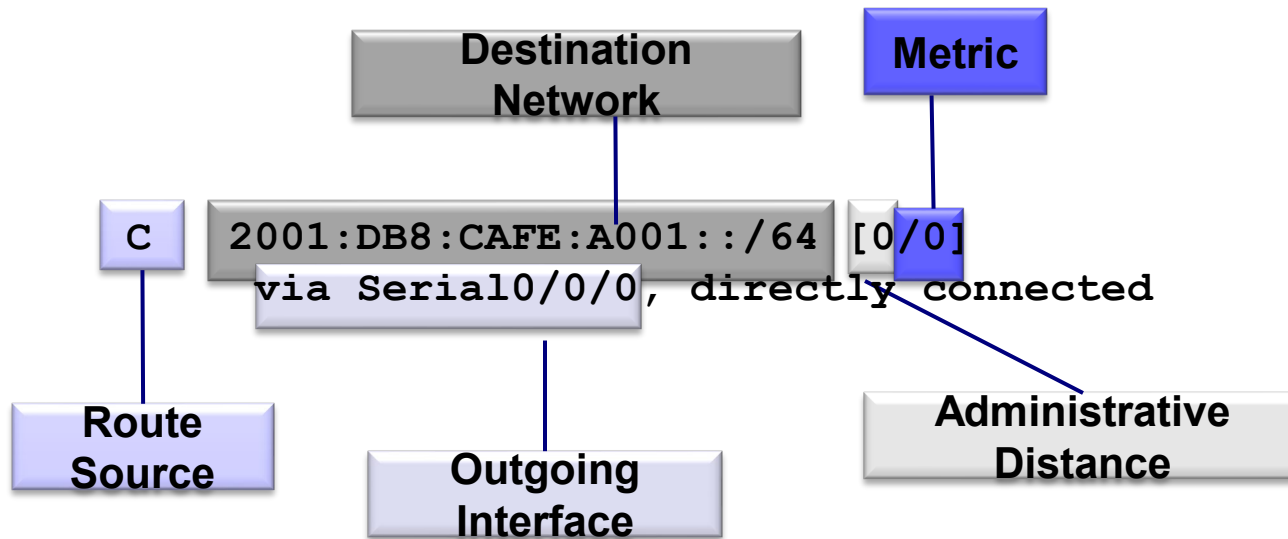 Destination
Network
Metric
C 2001:DB8:CAFE:A001::/64 [0/0]
via Serial0/0/0, directly connected
Route
Source
Outgoing
Interface
Administrative
Distance